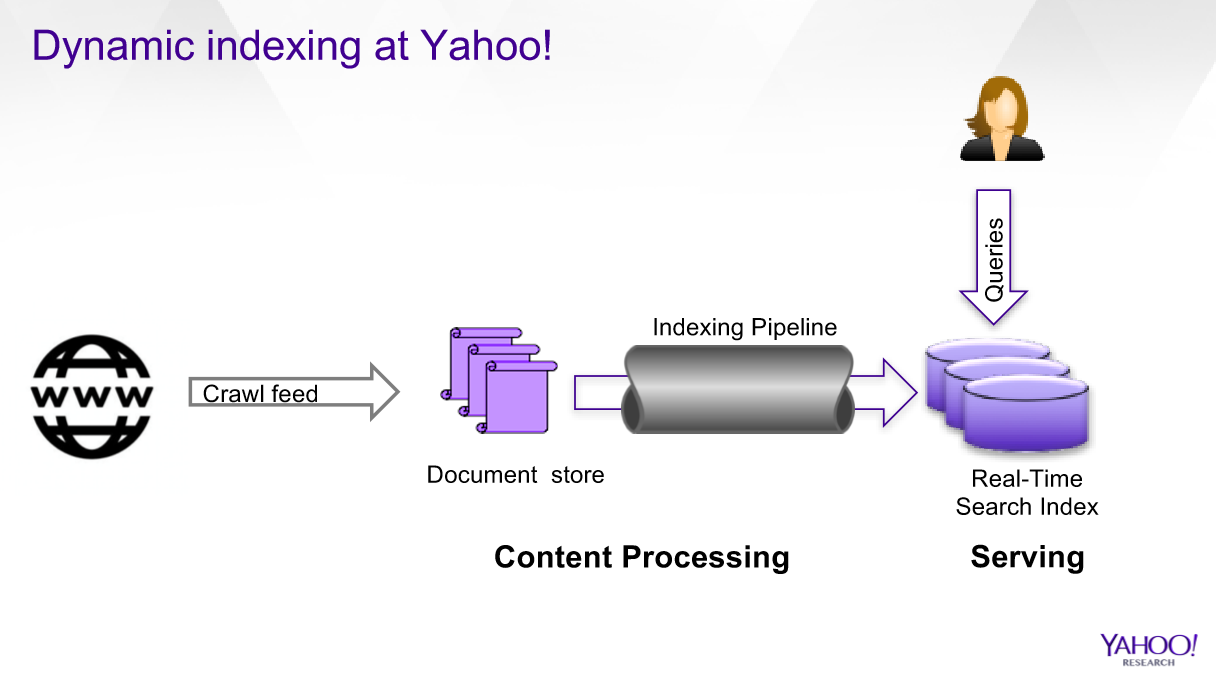 Dynamic indexing at Yahoo!
Queries
Indexing Pipeline
WWW
Crawl feed
Document store
Real-Time
Search Index
Content Processing
Serving
YAHOO!
RESEARCH